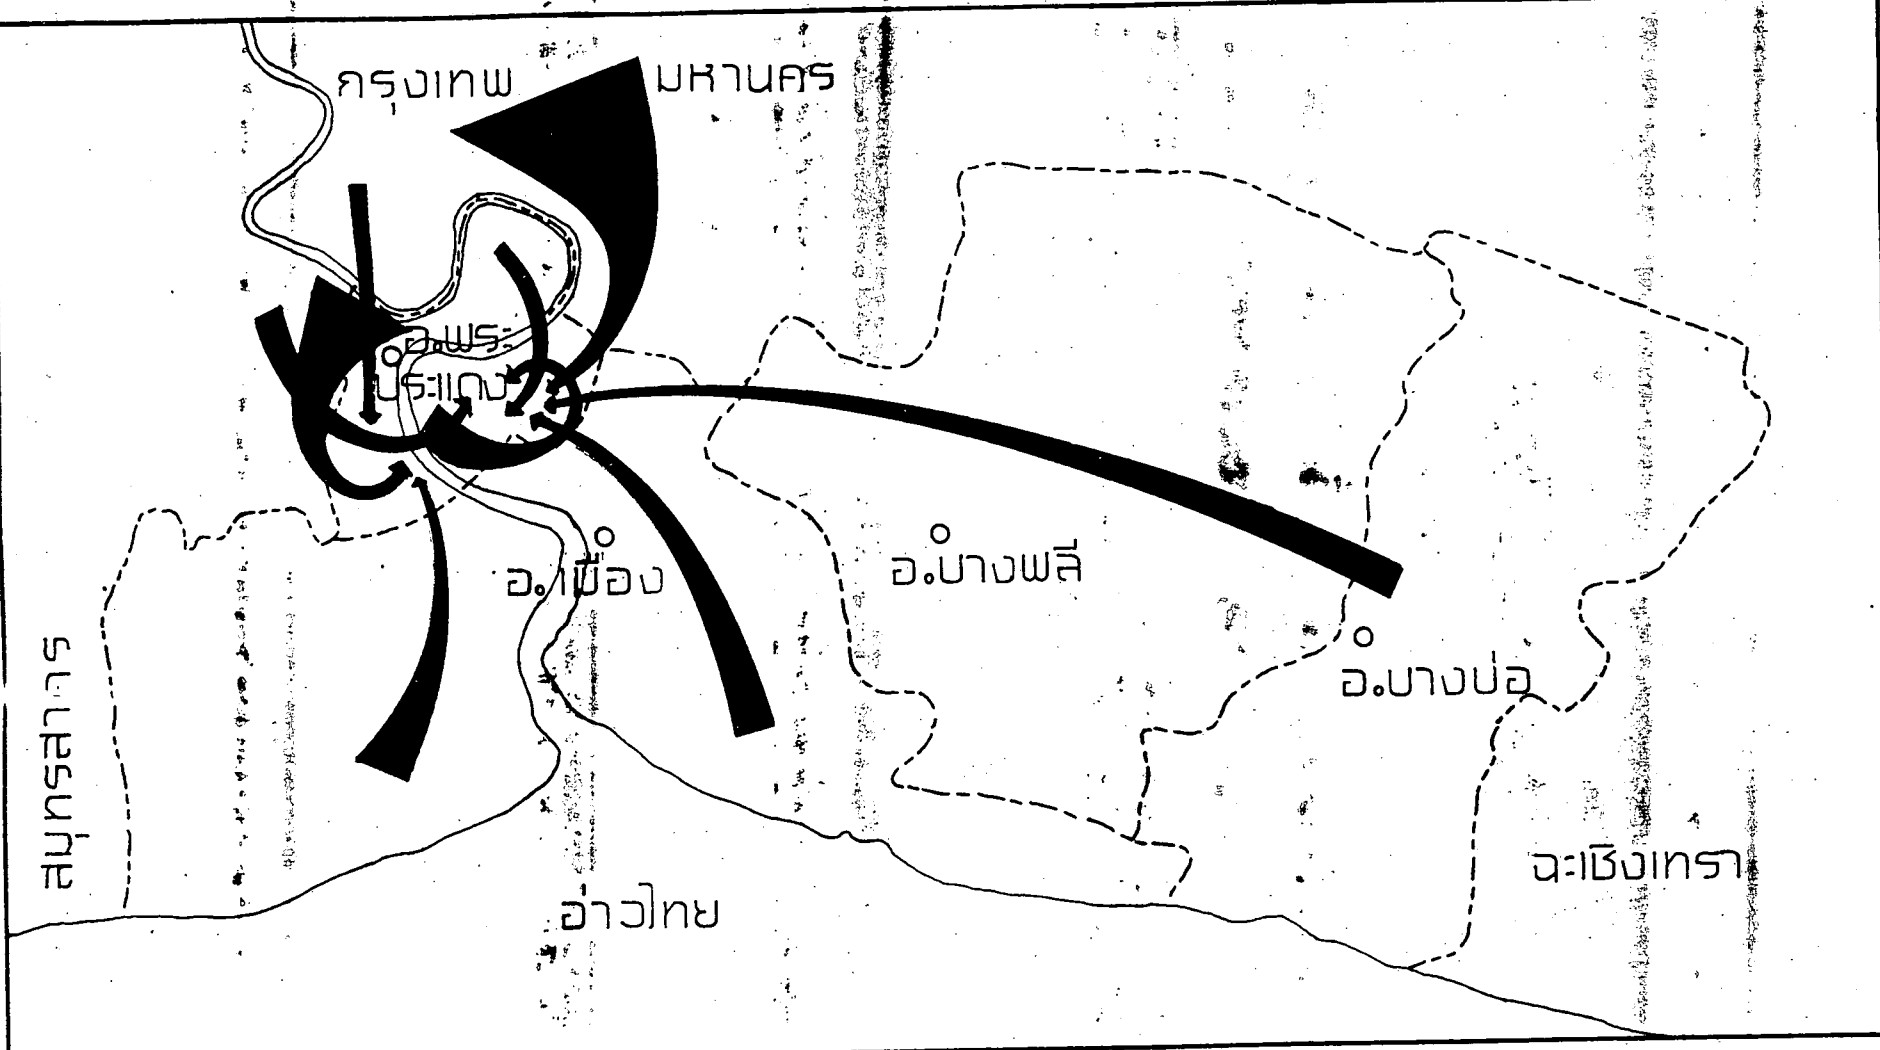 กรุงเทพ มหานคร
อ.พระ
ประแดง
อ.เมือง
อ.บางพลี
อ.บางบ่อ
สมุทรสาคร
ฉะเชิงเทรา
อ่าวไทย